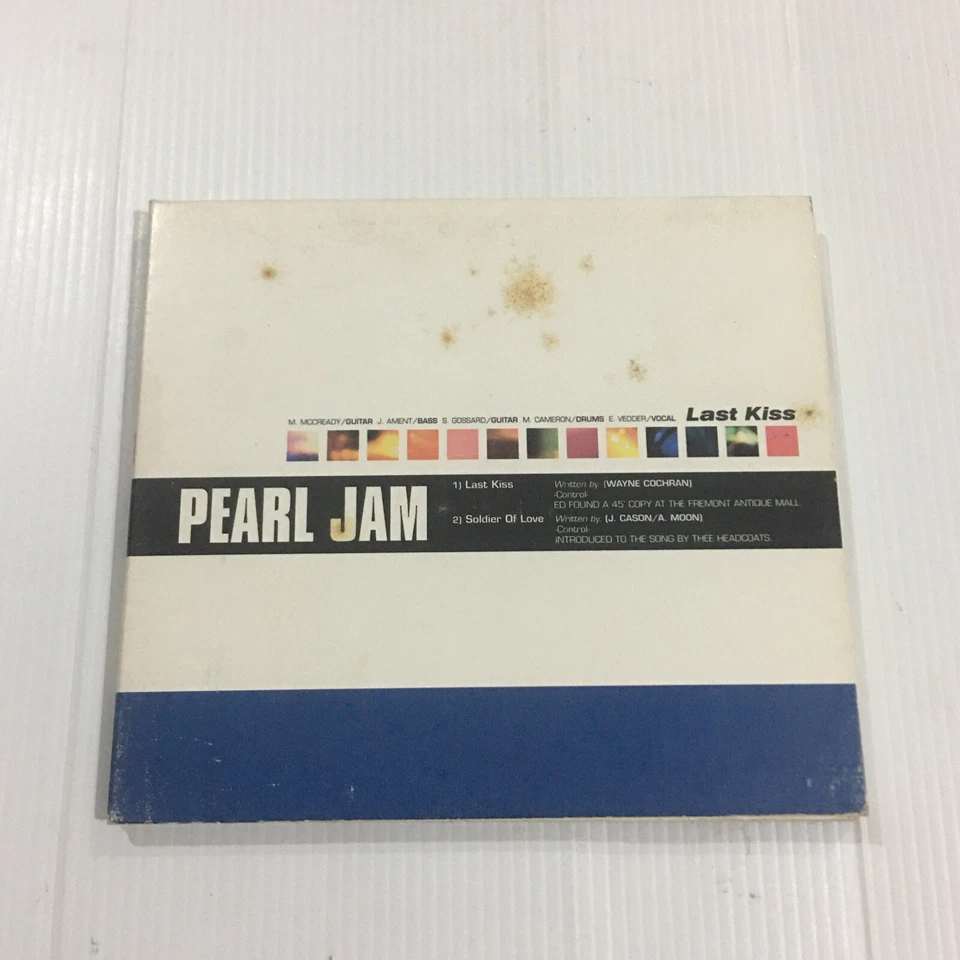 M. MCCREADY/GUITAR J. AMENT/BASS S. GOSSARD/GUITAR M. CAMERON/DRUMS E. VEDDER/VOCAL Last Kiss
PEARL JAM
1) Last Kiss Written by: (WAYNE COCHRAN)
-Control-
ED FOUND A 45' COPY AT THE FREMONT ANTIQUE MALL.
2) Soldier Of Love Written by: (J. CASON/A. MOON)
-Control-
INTRODUCED TO THE SONG BY THEE HEADCOATS.